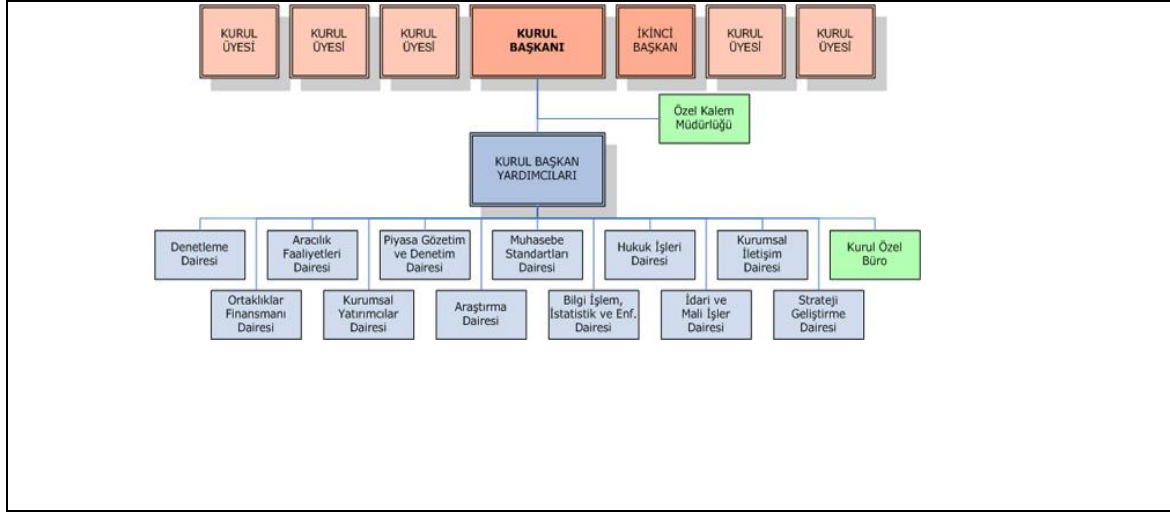 KURUL
ÜYESİ
KURUL
ÜYESİ
KURUL
ÜYESİ
KURUL
BAŞKANI
İKİNCİ
BAŞKAN
KURUL
ÜYESİ
KURUL
ÜYESİ
Özel Kalem
Müdürlüğü
KURUL BAŞKAN
YARDIMCILARI
Denetleme
Dairesi
Aracılık
Faaliyetleri
Dairesi
Piyasa Gözetim
ve Denetim
Dairesi
Muhasebe
Standartları
Dairesi
Hukuk İşleri
Dairesi
Kurumsal
İletişim
Dairesi
Kurul Özel
Büro
Ortaklıklar
Finansmanı
Dairesi
Kurumsal
Yatırımcılar
Dairesi
Araştırma
Dairesi
Bilgi İşlem,
İstatistik ve Enf.
Dairesi
İdari ve
Mali İşler
Dairesi
Strateji
Geliştirme
Dairesi